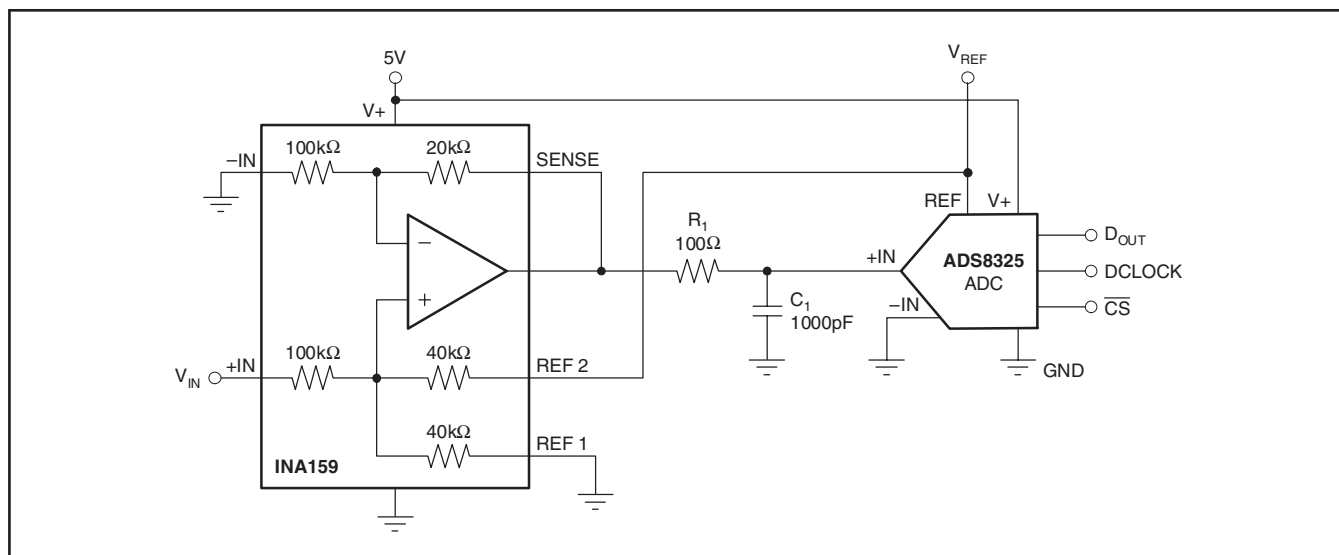 5V
V+
VREF
100kΩ
20kΩ
−IN
SENSE
REF
V+
R1
100Ω
+IN
ADS8325
ADC
DOUT
DCLOCK
CS
−
+
−IN
C1
1000pF
GND
VIN
+IN
100kΩ
40kΩ
REF 2
40kΩ
REF 1
INA159